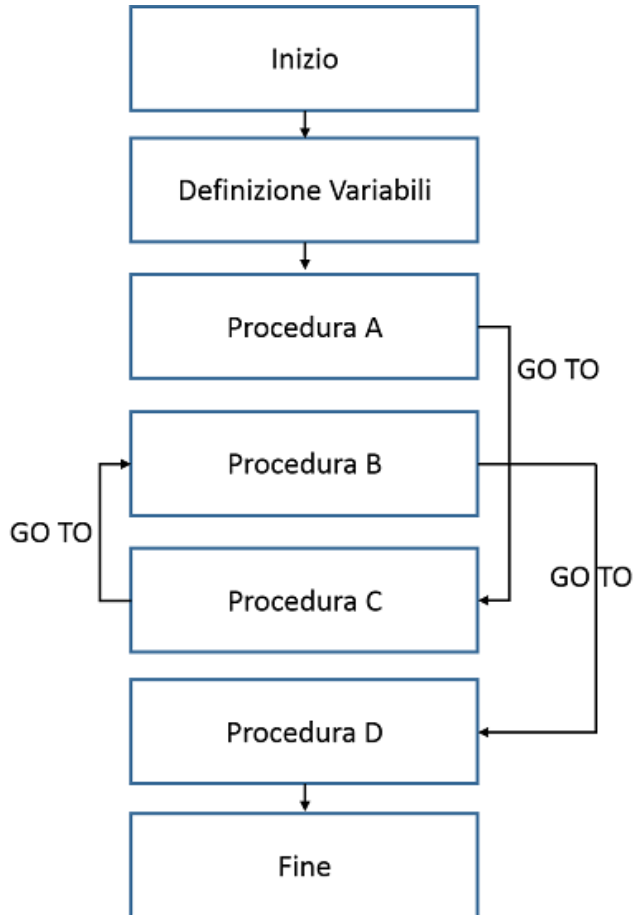 Inizio
Definizione Variabili
Procedura A
GO TO
Procedura B
GO TO
Procedura C
GO TO
Procedura D
Fine